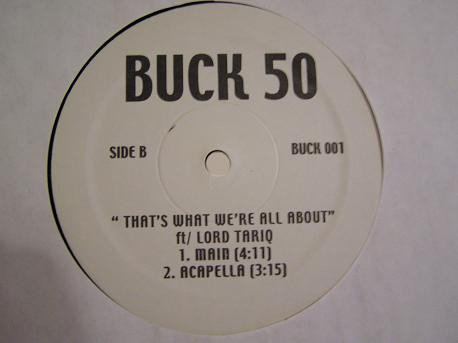 BUCK 50
SIDE B
BUCK 001
“ THAT'S WHAT WE'RE ALL ABOUT”
ft/ LORD TARIQ
1. MAIN (4:11)
2. ACAPELLA (3:15)